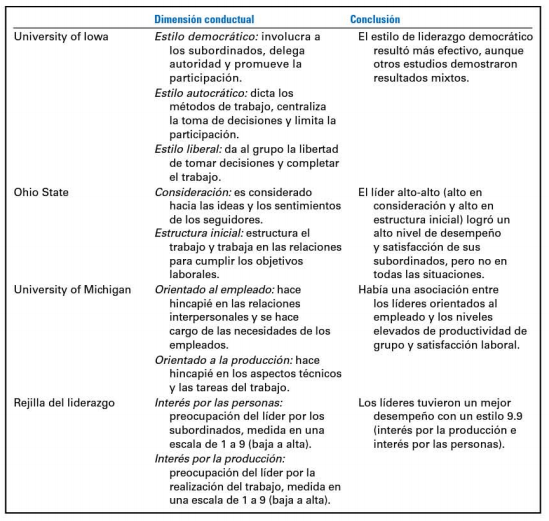 Dimensión conductual
Conclusión
University of Iowa
Estilo democrático: involucra a
los subordinados, delega
autoridad y promueve la
participación.
Estilo autocrático: dicta los
métodos de trabajo, centraliza
la toma de decisiones y limita la
participación.
Estilo liberal: da al grupo la libertad
de tomar decisiones y completar
el trabajo.
El estilo de liderazgo democrático
resultó más efectivo, aunque
otros estudios demostraron
resultados mixtos.
Ohio State
Consideración: es considerado
hacia las ideas y los sentimientos
de los seguidores.
Estructura inicial: estructura el
trabajo y trabaja en las relaciones
para cumplir los objetivos
laborales.
El líder alto-alto (alto en
consideración y alto en
estructura inicial) logró un
alto nivel de desempeño
y satisfacción de sus
subordinados, pero no en
todas las situaciones.
University of Michigan
Orientado al empleado: hace
hincapié en las relaciones
interpersonales y se hace
cargo de las necesidades de los
empleados.
Orientado a la producción: hace
hincapié en los aspectos técnicos
y las tareas del trabajo.
Había una asociación entre
los líderes orientados al
empleado y los niveles
elevados de productividad de
grupo y satisfacción laboral.
Rejilla del liderazgo
Interés por las personas:
preocupación del líder por los
subordinados, medida en una
escala de 1 a 9 (baja a alta).
Interés por la producción:
preocupación del líder por la
realización del trabajo, medida en
una escala de 1 a 9 (baja a alta).
Los líderes tuvieron un mejor
desempeño con un estilo 9.9
(interés por la producción e
interés por las personas).